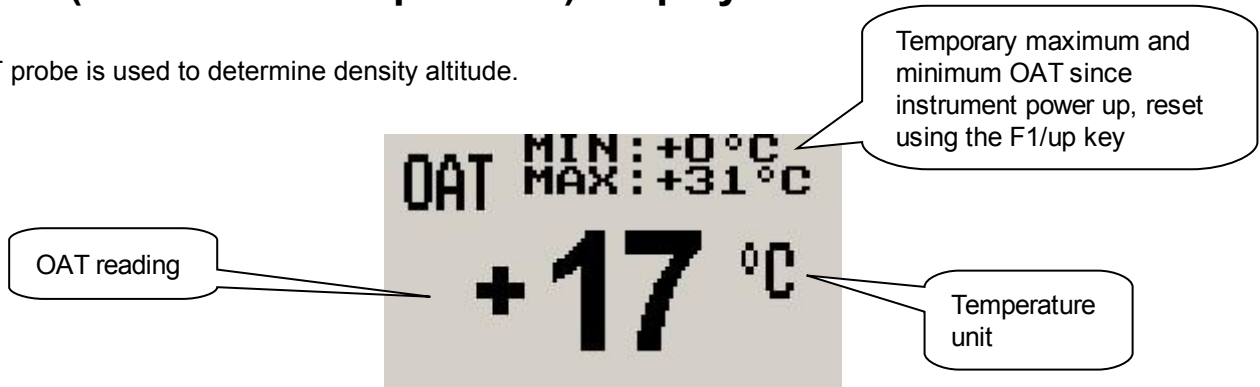 probe is used to determine density altitude.
Temporary maximum and
minimum OAT since
instrument power up, reset
using the F1/up key
OAT MIN:+0°C
MAX:+31°C
OAT reading
+17 °C
Temperature
unit